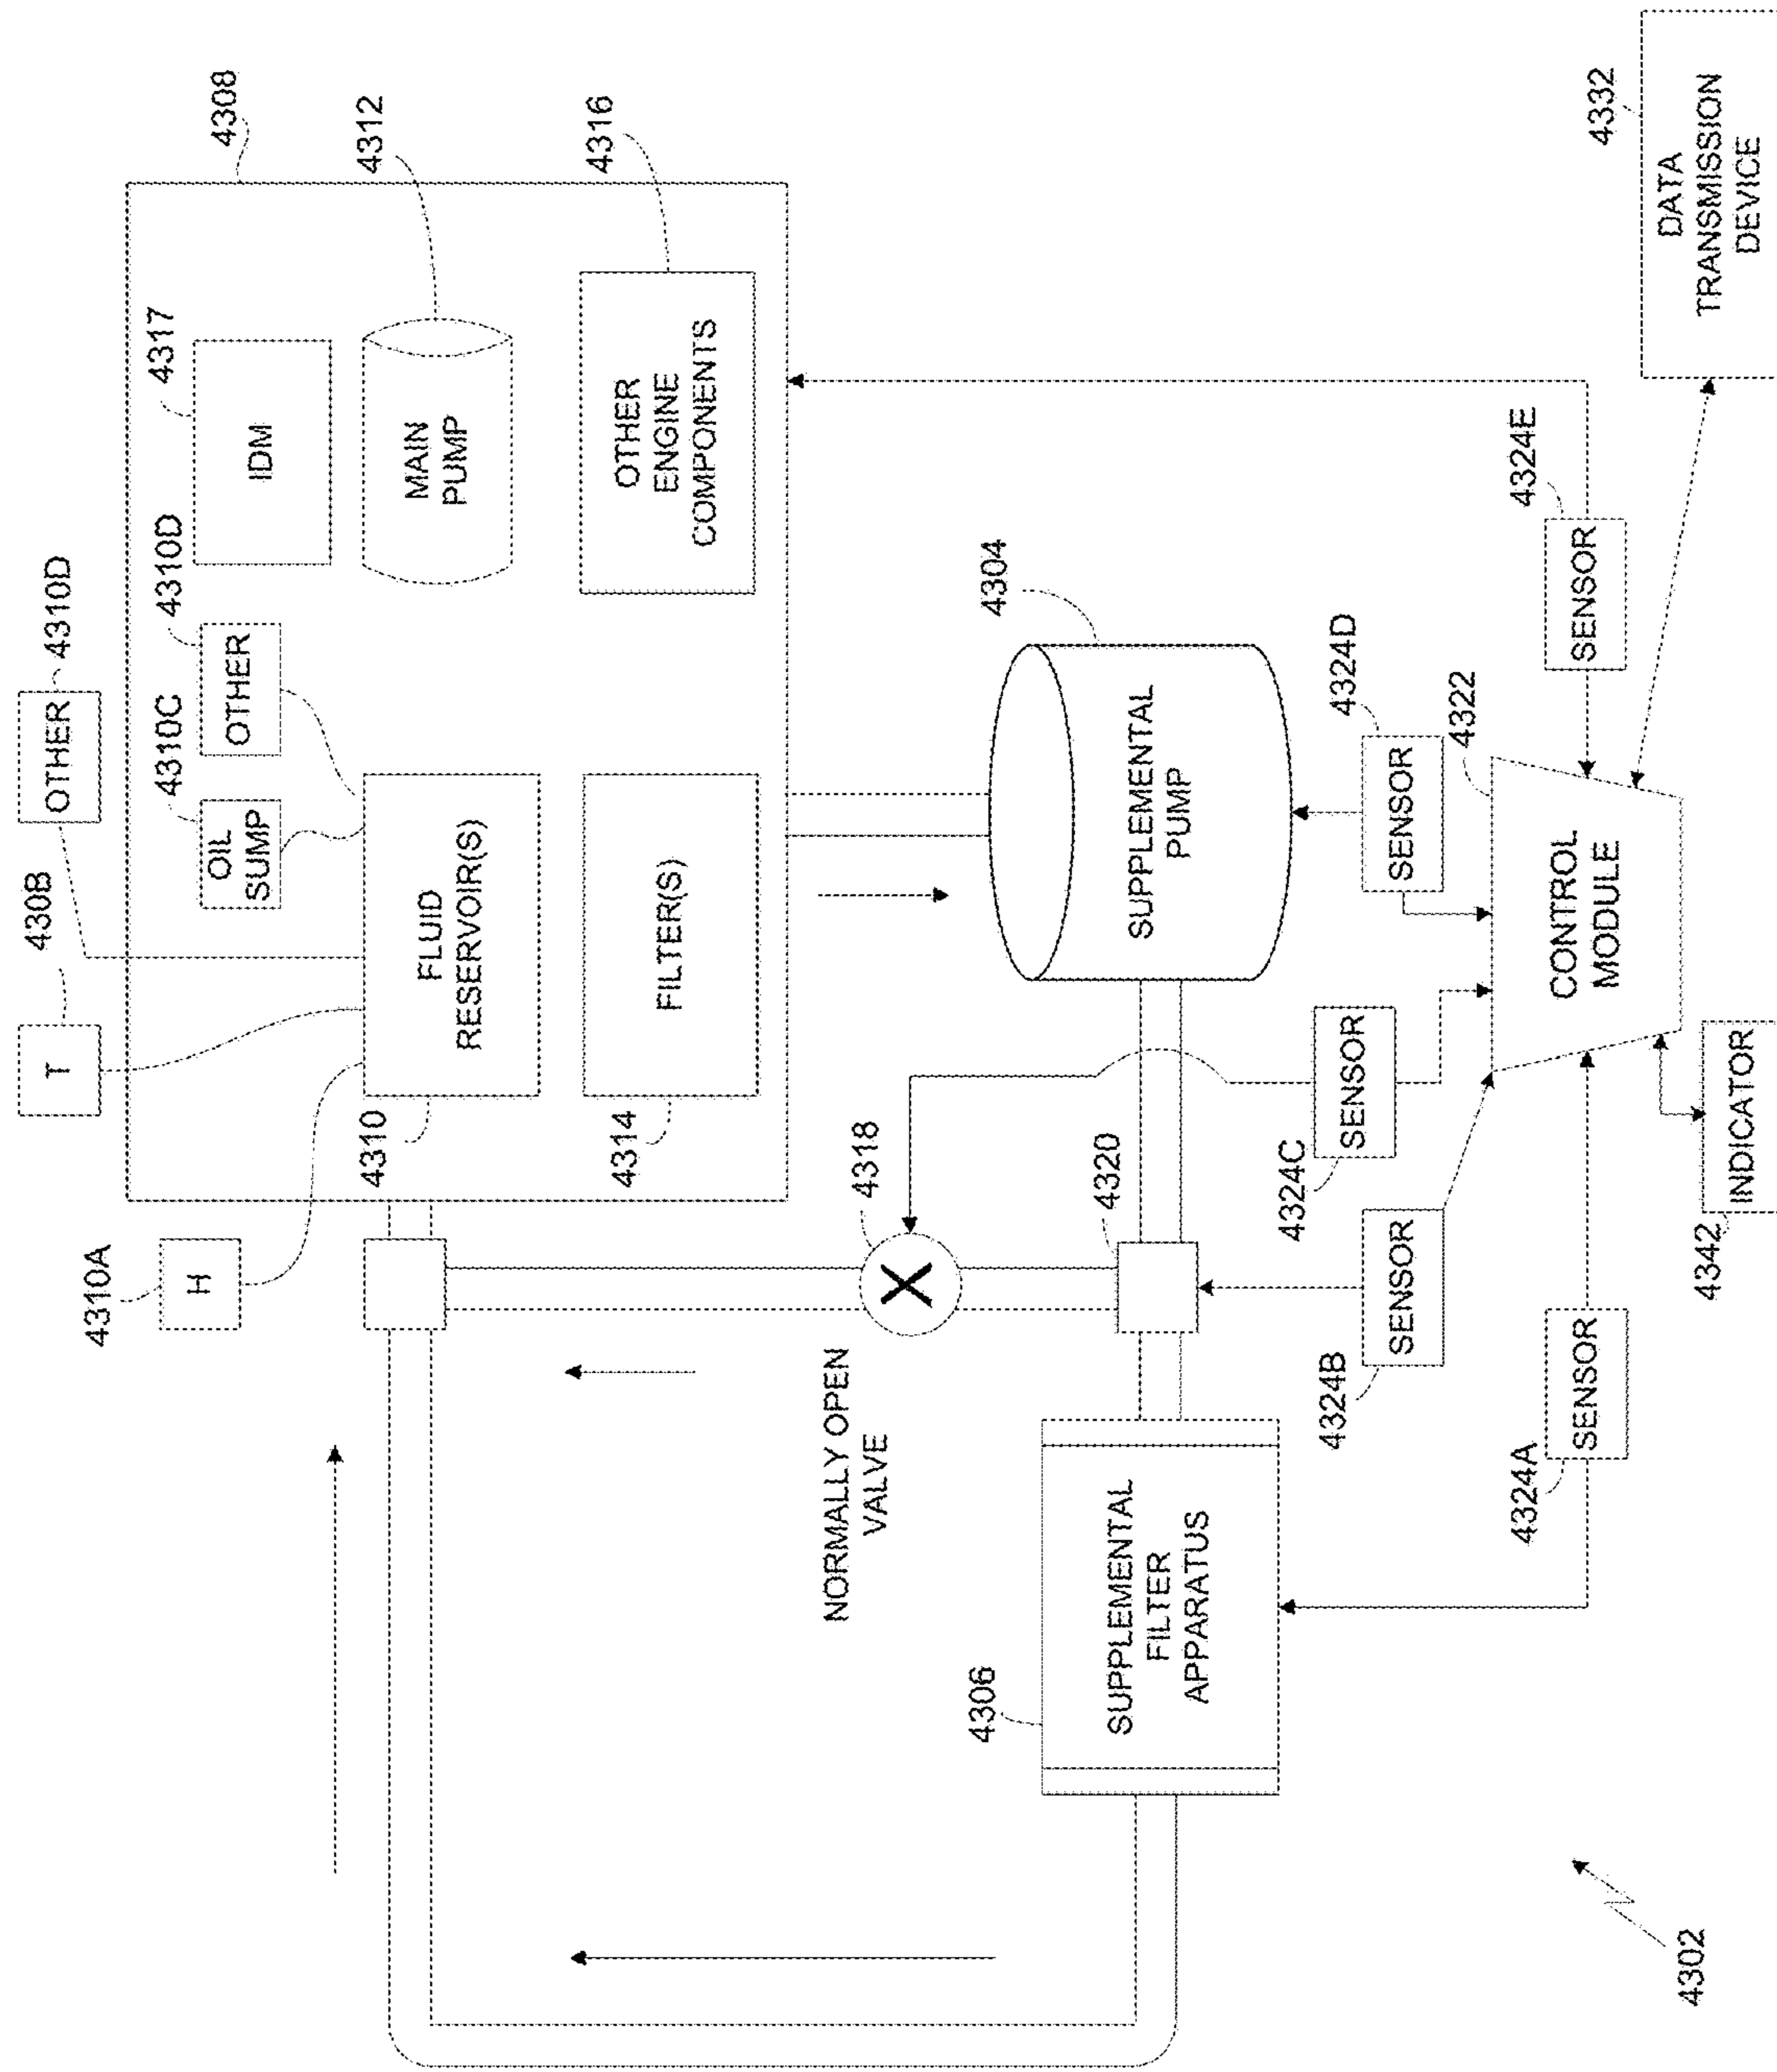 4308
4312
4316
4317
IDM
MAIN
PUMP
OTHER
ENGINE
COMPONENTS
4310D
OTHER
4310D
OTHER
4310C
OIL
SUMP
430B
T
FLUID
RESERVOIR(S)
FILTER(S)
4310
4314
4310A
H
4318
NORMALLY OPEN
VALVE
4320
4304
SUPPLEMENTAL
PUMP
4306
SUPPLEMENTAL
FILTER
APPARATUS
4324A
SENSOR
4324B
SENSOR
4324C
SENSOR
4324D
SENSOR
4324E
SENSOR
4322
CONTROL
MODULE
4342
INDICATOR
4332
DATA
TRANSMISSION
DEVICE
4302